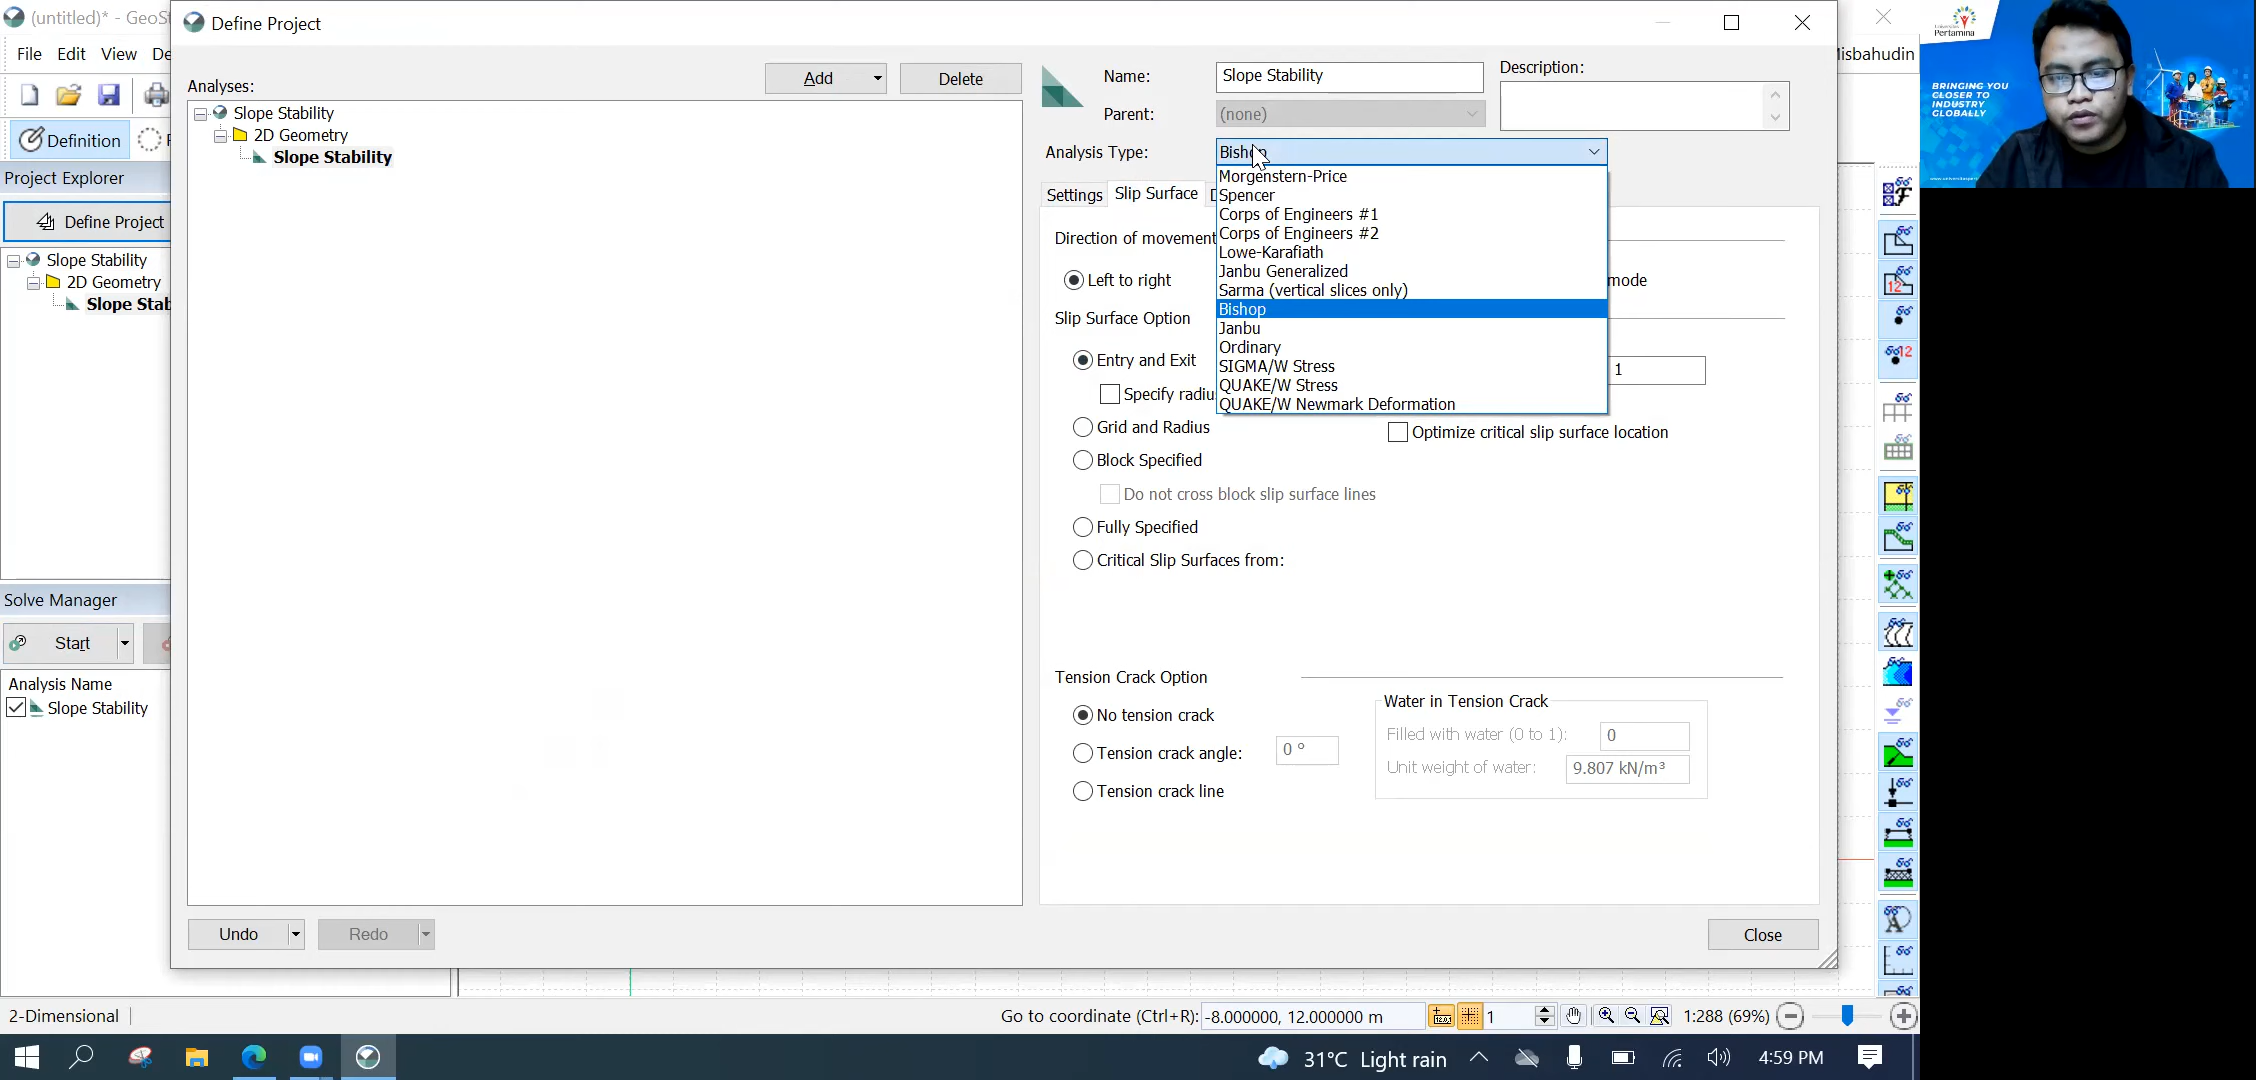 (untitled)* - GeoSt
Define Project
File Edit View De
Misbahudin
Definition
Project Explorer
Define Project
Slope Stability
2D Geometry
Slope Stab
Solve Manager
Start
Analysis Name
Slope Stability
Analyses:
Add
Delete
Slope Stability
2D Geometry
Slope Stability
Undo
Redo
Name:
Slope Stability
Description:
Parent:
(none)
Analysis Type:
Bishop
Morgenstern-Price
Spencer
Corps of Engineers #1
Corps of Engineers #2
Lowe-Karafiath
Janbu Generalized
Sarma (vertical slices only)
Bishop
Janbu
Ordinary
SIGMA/W Stress
QUAKE/W Stress
QUAKE/W Newmark Deformation
Settings
Slip Surface
Direction of movement
Left to right
mode
Slip Surface Option
Entry and Exit
1
Specify radiu
Grid and Radius
Optimize critical slip surface location
Block Specified
Do not cross block slip surface lines
Fully Specified
Critical Slip Surfaces from:
Tension Crack Option
No tension crack
Tension crack angle:
0 °
Tension crack line
Water in Tension Crack
Filled with water (0 to 1):
0
Unit weight of water:
9.807 kN/m³
Close
2-Dimensional
Go to coordinate (Ctrl+R): -8.000000, 12.000000 m
1
1:288 (69%)
31°C Light rain
4:59 PM
Pertamina
BRINGING YOU
CLOSER TO
INDUSTRY
GLOBALLY